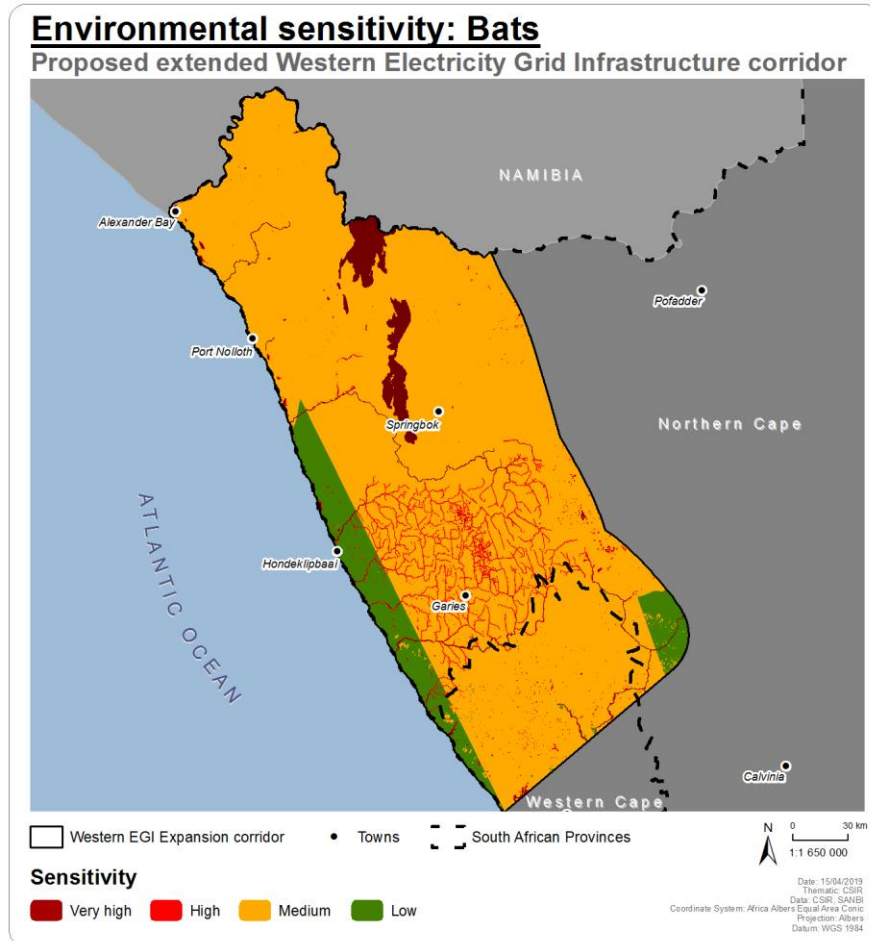 Environmental sensitivity: Bats
Proposed extended Western Electricity Grid Infrastructure corridor
NAMIBIA
Alexander Bay
Pofadder
Port Nolloth
Springbok
Northern Cape
ATLANTIC OCEAN
Hondeklipbaai
Garies
Calvinia
Western Cape
Western EGI Expansion corridor
Towns
South African Provinces
N
0 30 km
1:1 650 000
Sensitivity
Very high
High
Medium
Low
Date: 15/04/2019
Thematic: CSIR
Data: CSIR, SANBI
Coordinate System: Africa Albers Equal Area Conic
Projection: Albers
Datum: WGS 1984